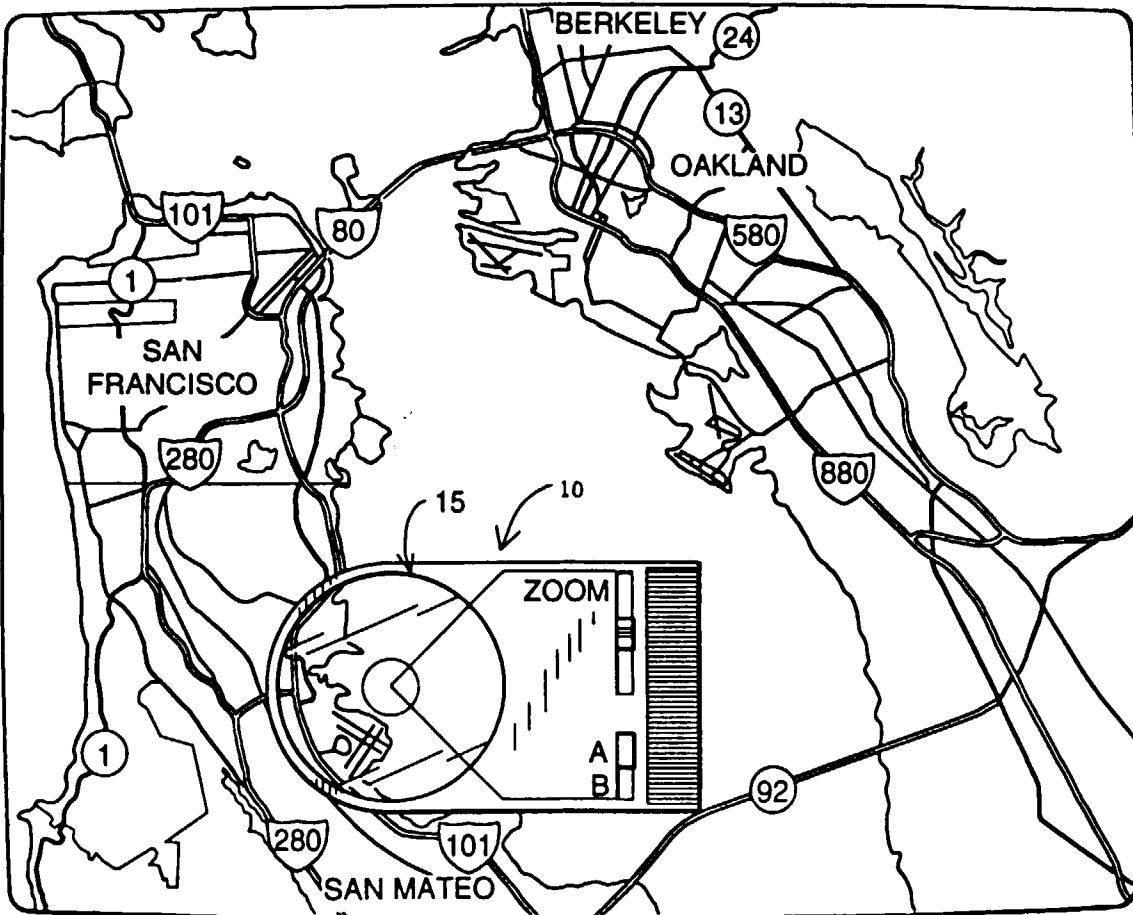 BERKELEY
24
13
OAKLAND
101
80
580
1
SAN
FRANCISCO
280
880
15
10
ZOOM
A
B
1
92
280
101
SAN MATEO